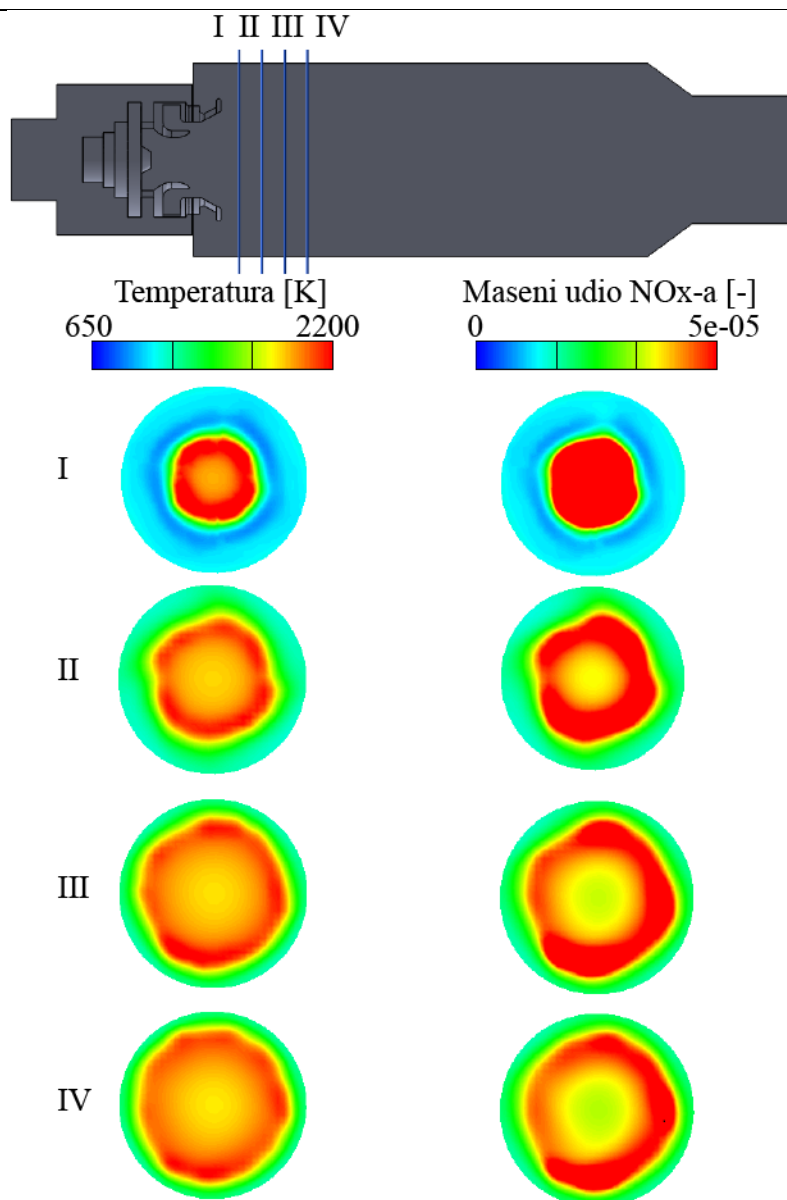 I II III IV
Temperatura [K]
650 2200
Maseni udio NOx-a [-]
0 5e-05
I
II
III
IV